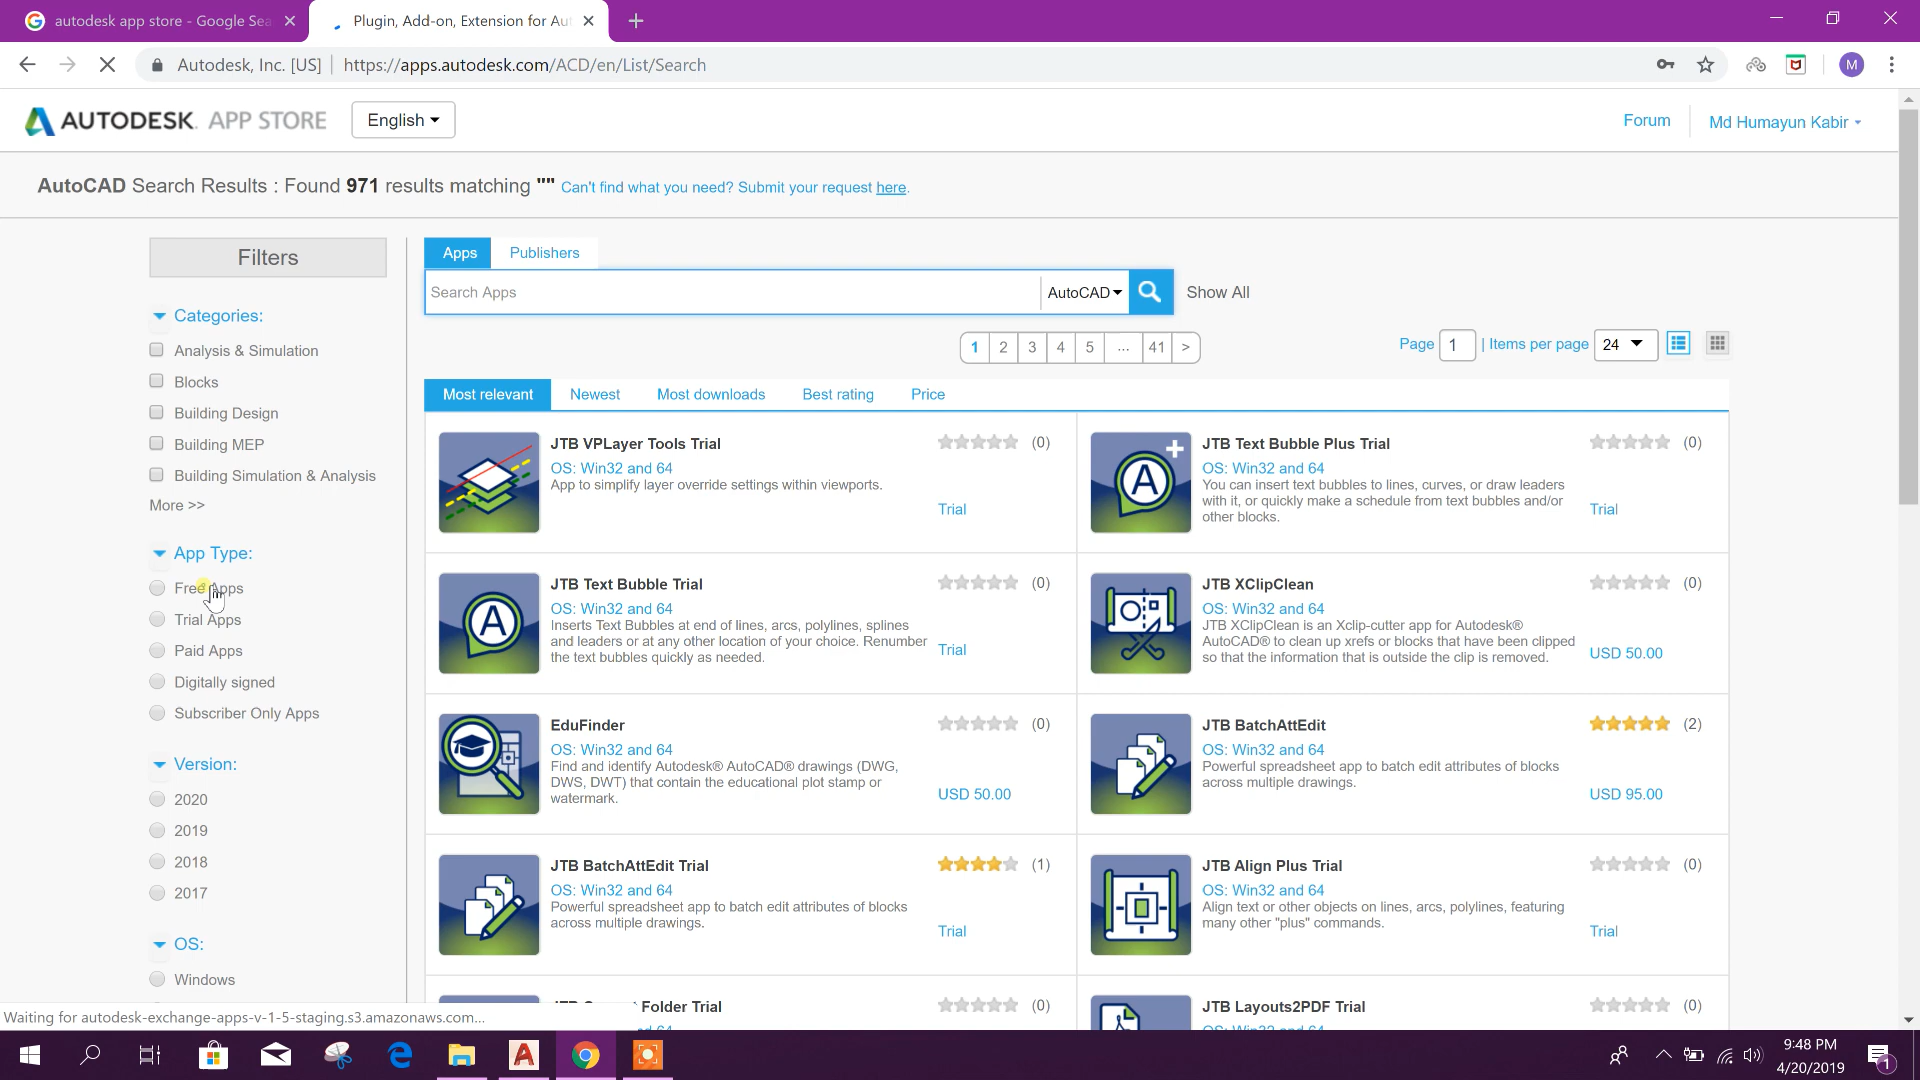 autodesk app store - Google Sea
Plugin, Add-on, Extension for Aut
Autodesk, Inc. [US] | https://apps.autodesk.com/ACD/en/List/Search
M
AUTODESK. APP STORE
English
Forum
Md Humayun Kabir
AutoCAD Search Results : Found 971 results matching "" Can't find what you need? Submit your request here.
Filters
Categories:
Analysis & Simulation
Blocks
Building Design
Building MEP
Building Simulation & Analysis
More >>
App Type:
Free Apps
Trial Apps
Paid Apps
Digitally signed
Subscriber Only Apps
Version:
2020
2019
2018
2017
OS:
Windows
Apps
Publishers
Search Apps
AutoCAD
Show All
1 2 3 4 5 ... 41 >
Page 1 | Items per page 24
Most relevant
Newest
Most downloads
Best rating
Price
JTB VPLayer Tools Trial
(0)
OS: Win32 and 64
App to simplify layer override settings within viewports.
Trial
A
JTB Text Bubble Plus Trial
(0)
OS: Win32 and 64
You can insert text bubbles to lines, curves, or draw leaders
with it, or quickly make a schedule from text bubbles and/or
other blocks.
Trial
A
JTB Text Bubble Trial
(0)
OS: Win32 and 64
Inserts Text Bubbles at end of lines, arcs, polylines, splines
and leaders or at any other location of your choice. Renumber
the text bubbles quickly as needed.
Trial
JTB XClipClean
(0)
OS: Win32 and 64
JTB XClipClean is an Xclip-cutter app for Autodesk®
AutoCAD® to clean up xrefs or blocks that have been clipped
so that the information that is outside the clip is removed.
USD 50.00
EduFinder
(0)
OS: Win32 and 64
Find and identify Autodesk® AutoCAD® drawings (DWG,
DWS, DWT) that contain the educational plot stamp or
watermark.
USD 50.00
JTB BatchAttEdit
(2)
OS: Win32 and 64
Powerful spreadsheet app to batch edit attributes of blocks
across multiple drawings.
USD 95.00
JTB BatchAttEdit Trial
(1)
OS: Win32 and 64
Powerful spreadsheet app to batch edit attributes of blocks
across multiple drawings.
Trial
JTB Align Plus Trial
(0)
OS: Win32 and 64
Align text or other objects on lines, arcs, polylines, featuring
many other "plus" commands.
Trial
Folder Trial
(0)
JTB Layouts2PDF Trial
(0)
Waiting for autodesk-exchange-apps-v-1-5-staging.s3.amazonaws.com...
9:48 PM
4/20/2019
1